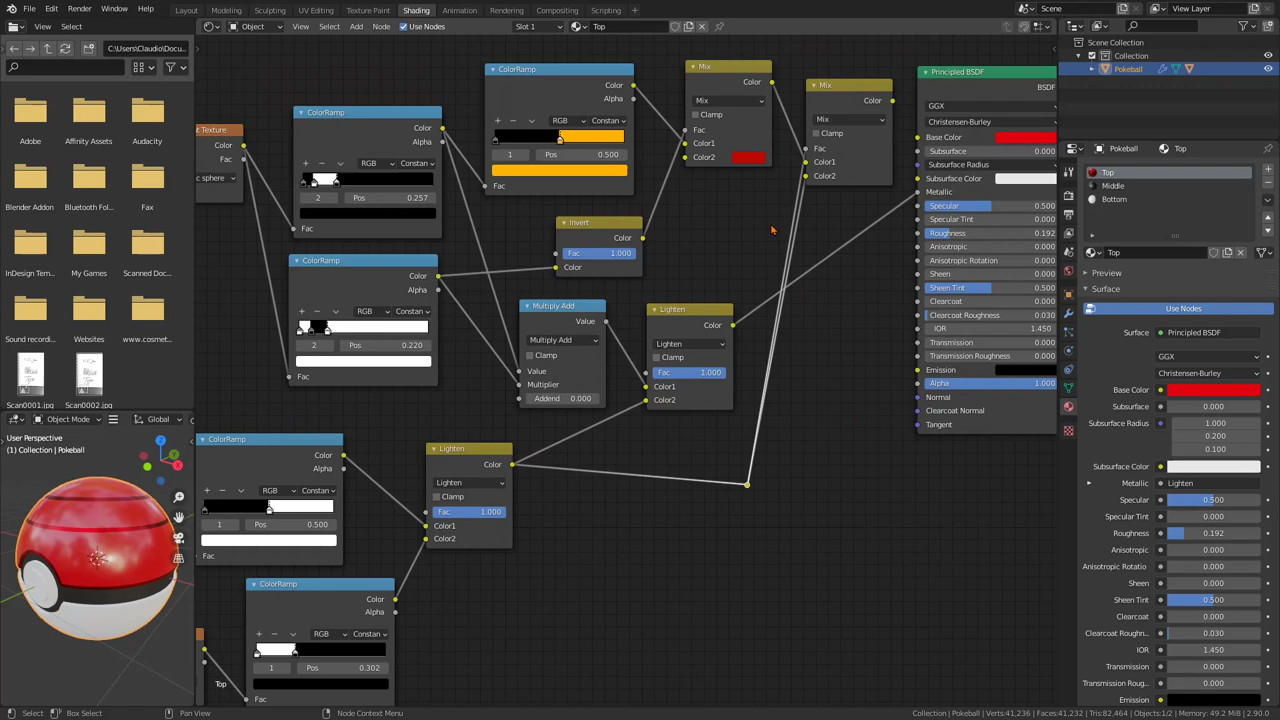 File Edit Render Window Help
Layout Modeling Sculpting UV Editing Texture Paint Shading Animation Rendering Compositing Scripting +
Scene
View Layer
C:\Users\Claudio\Docu...
Object
View Select Add Node Use Nodes
Slot 1
Top
Scene Collection
Collection
Pokeball
Adobe
Affinity Assets
Audacity
Blender Addon
Bluetooth Fol...
Fax
InDesign Temp...
My Games
Scanned Doc...
Sound recordi...
Websites
www.cosmet...
Scan0001.jpg
Scan0002.jpg
Object Mode
Global
User Perspective
(1) Collection | Pokeball
X
Z
t Texture
Color
Fac
ic sphere
ColorRamp
Color
Alpha
RGB
Constan
2
Pos
0.257
Fac
ColorRamp
Color
Alpha
RGB
Constan
2
Pos
0.220
Fac
ColorRamp
Color
Alpha
RGB
Constan
1
Pos
0.500
Fac
Invert
Color
Fac 1.000
Color
Multiply Add
Value
Multiply Add
Clamp
Value
Multiplier
Addend 0.000
Mix
Color
Mix
Clamp
Fac
Color1
Color2
Mix
Color
Mix
Clamp
Fac
Color1
Color2
Lighten
Color
Lighten
Clamp
Fac 1.000
Color1
Color2
ColorRamp
Color
Alpha
RGB
Constan
1
Pos
0.500
Fac
Lighten
Color
Lighten
Clamp
Fac 1.000
Color1
Color2
ColorRamp
Color
Alpha
RGB
Constan
1
Pos
0.302
Fac
Top
Principled BSDF
BSDF
GGX
Christensen-Burley
Base Color
Subsurface 0.000
Subsurface Radius
Subsurface Color
Metallic
Specular 0.500
Specular Tint 0.000
Roughness 0.192
Anisotropic 0.000
Anisotropic Rotation 0.000
Sheen 0.000
Sheen Tint 0.500
Clearcoat 0.000
Clearcoat Roughness 0.030
IOR 1.450
Transmission 0.000
Transmission Roughness 0.000
Emission
Alpha 1.000
Normal
Clearcoat Normal
Tangent
Pokeball > Top
Top
Middle
Bottom
Top
Preview
Surface
Use Nodes
Surface Principled BSDF
GGX
Christensen-Burley
Base Color
Subsurface 0.000
Subsurface Radius 1.000
0.200
0.100
Subsurface Color
Metallic Lighten
Specular 0.500
Specular Tint 0.000
Roughness 0.192
Anisotropic 0.000
Anisotropic Rotatio 0.000
Sheen 0.000
Sheen Tint 0.500
Clearcoat 0.000
Clearcoat Roughn... 0.030
IOR 1.450
Transmission 0.000
Transmission Ro... 0.000
Emission
Select Box Select Pan View Node Context Menu
Collection | Pokeball | Verts:41,236 | Faces:41,232 | Tris:82,464 | Objects:1/2 | Mem: 49.2 MiB | 2.90.0